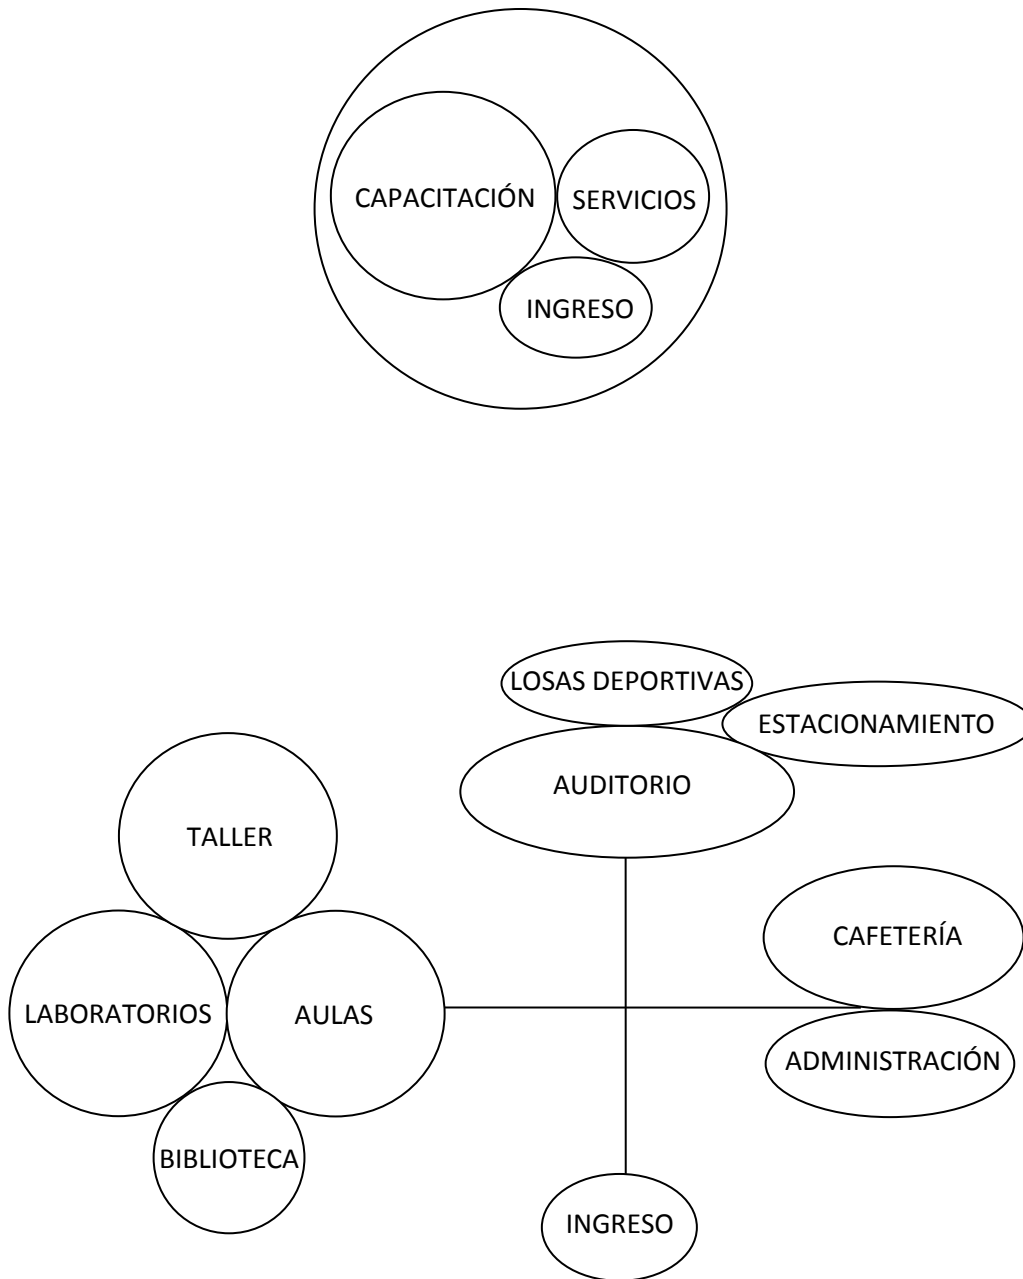 CAPACITACIÓN
SERVICIOS
INGRESO
LOSAS DEPORTIVAS
ESTACIONAMIENTO
AUDITORIO
TALLER
CAFETERÍA
LABORATORIOS
AULAS
ADMINISTRACIÓN
BIBLIOTECA
INGRESO